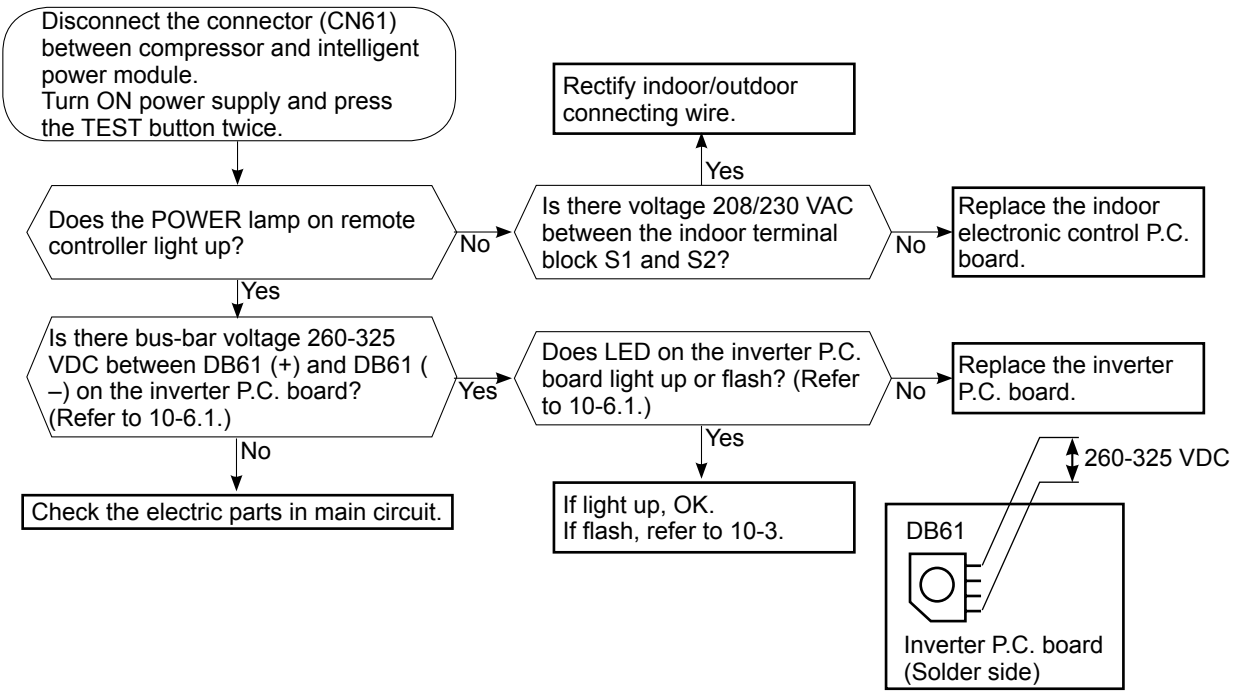 Disconnect the connector (CN61)
between compressor and intelligent
power module.
Turn ON power supply and press
the TEST button twice.
Rectify indoor/outdoor
connecting wire.
Yes
Does the POWER lamp on remote
controller light up?
No
Is there voltage 208/230 VAC
between the indoor terminal
block S1 and S2?
No
Replace the indoor
electronic control P.C.
board.
Yes
Is there bus-bar voltage 260-325
VDC between DB61 (+) and DB61 (
–) on the inverter P.C. board?
(Refer to 10-6.1.)
Yes
Does LED on the inverter P.C.
board light up or flash? (Refer
to 10-6.1.)
No
Replace the inverter
P.C. board.
No
Check the electric parts in main circuit.
Yes
If light up, OK.
If flash, refer to 10-3.
260-325 VDC
DB61
Inverter P.C. board
(Solder side)